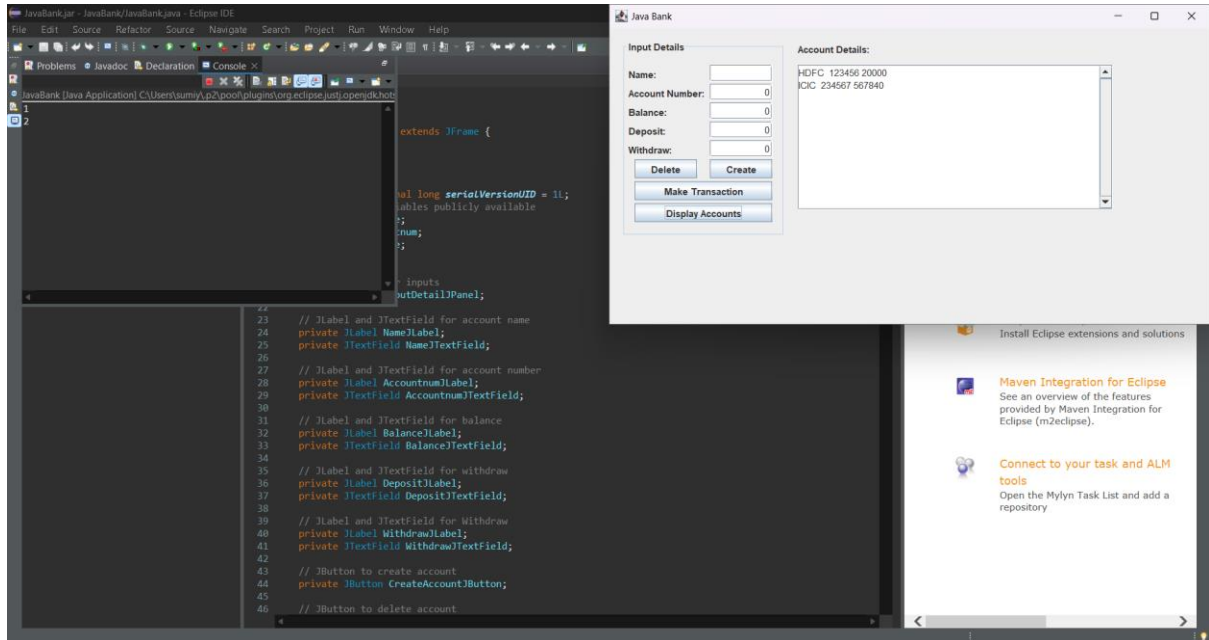 JavaBank.jar - JavaBank/JavaBank.java - Eclipse IDE
File Edit Source Refactor Source Navigate Search Project Run Window Help
Problems Javadoc Declaration Console
JavaBank [Java Application] C:\Users\sumiy\.p2\pool\plugins\org.eclipse.justj.openjdk.hots
1
2
extends JFrame {
nal long serialVersionUID = 1L;
iables publicly available
e;
tnum;
e;
r inputs
putDetailJPanel;
22
23 // JLabel and JTextField for account name
24 private JLabel NameJLabel;
25 private JTextField NameJTextField;
26
27 // JLabel and JTextField for account number
28 private JLabel AccountnumJLabel;
29 private JTextField AccountnumJTextField;
30
31 // JLabel and JTextField for balance
32 private JLabel BalanceJLabel;
33 private JTextField BalanceJTextField;
34
35 // JLabel and JTextField for withdraw
36 private JLabel DepositJLabel;
37 private JTextField DepositJTextField;
38
39 // JLabel and JTextField for Withdraw
40 private JLabel WithdrawJLabel;
41 private JTextField WithdrawJTextField;
42
43 // JButton to create account
44 private JButton CreateAccountJButton;
45
46 // JButton to delete account
Java Bank
Input Details
Name:
Account Number: 0
Balance: 0
Deposit: 0
Withdraw: 0
Delete Create
Make Transaction
Display Accounts
Account Details:
HDFC 123456 20000
ICIC 234567 567840
Install Eclipse extensions and solutions
Maven Integration for Eclipse
See an overview of the features
provided by Maven Integration for
Eclipse (m2eclipse).
Connect to your task and ALM
tools
Open the Mylyn Task List and add a
repository